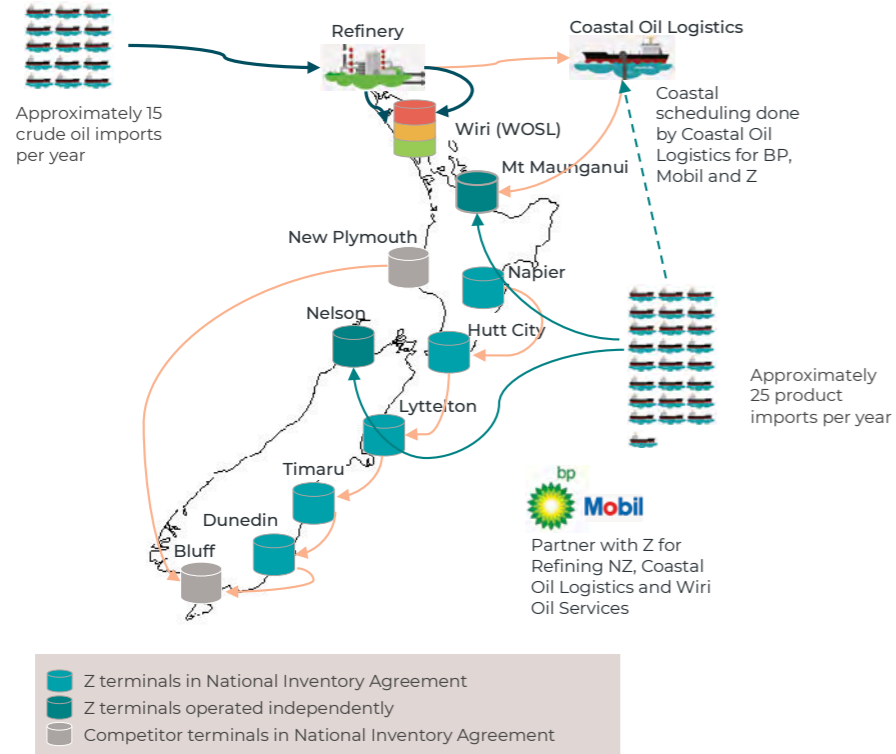 Refinery
Coastal Oil Logistics
Approximately 15
crude oil imports
per year
Coastal
scheduling done
by Coastal Oil
Logistics for BP,
Mobil and Z
Wiri (WOSL)
Mt Maunganui
New Plymouth
Napier
Nelson
Hutt City
Approximately
25 product
imports per year
Lyttelton
Timaru
Dunedin
Bluff
bp
Mobil
Partner with Z for
Refining NZ, Coastal
Oil Logistics and Wiri
Oil Services
Z terminals in National Inventory Agreement
Z terminals operated independently
Competitor terminals in National Inventory Agreement